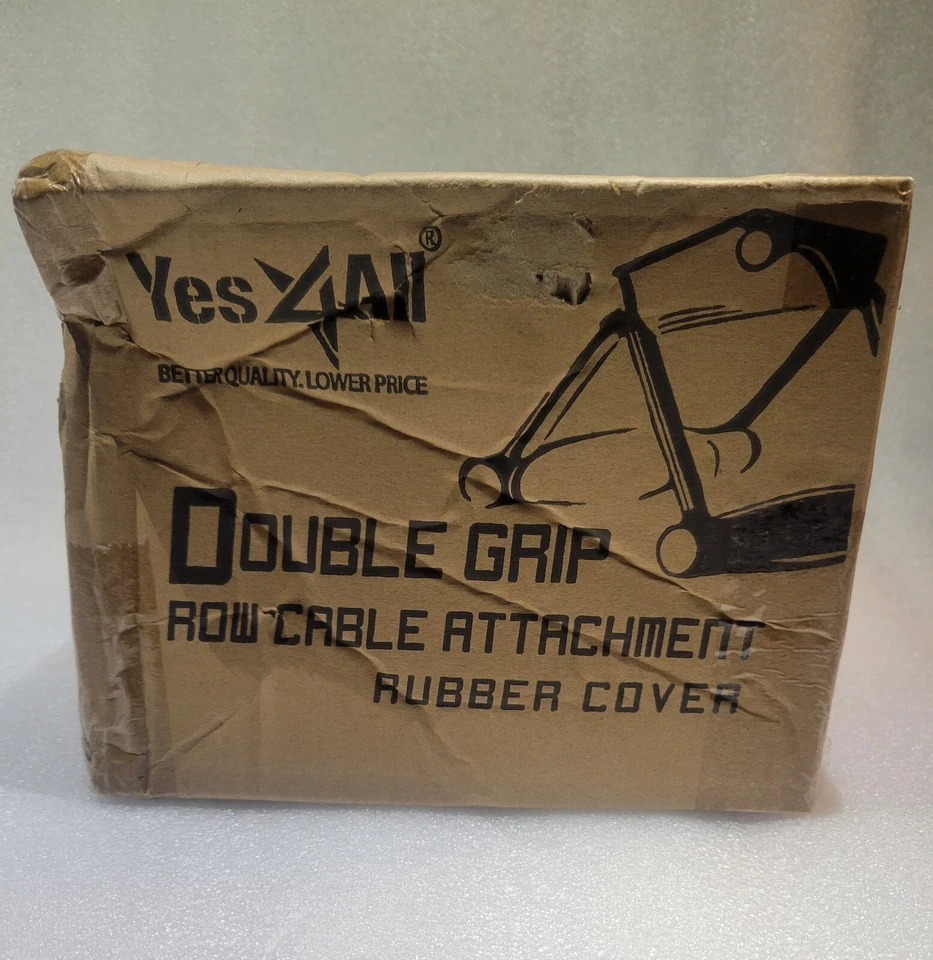 Yes4All®
BETTER QUALITY. LOWER PRICE
DOUBLE GRIP
ROW CABLE ATTACHMENT
RUBBER COVER